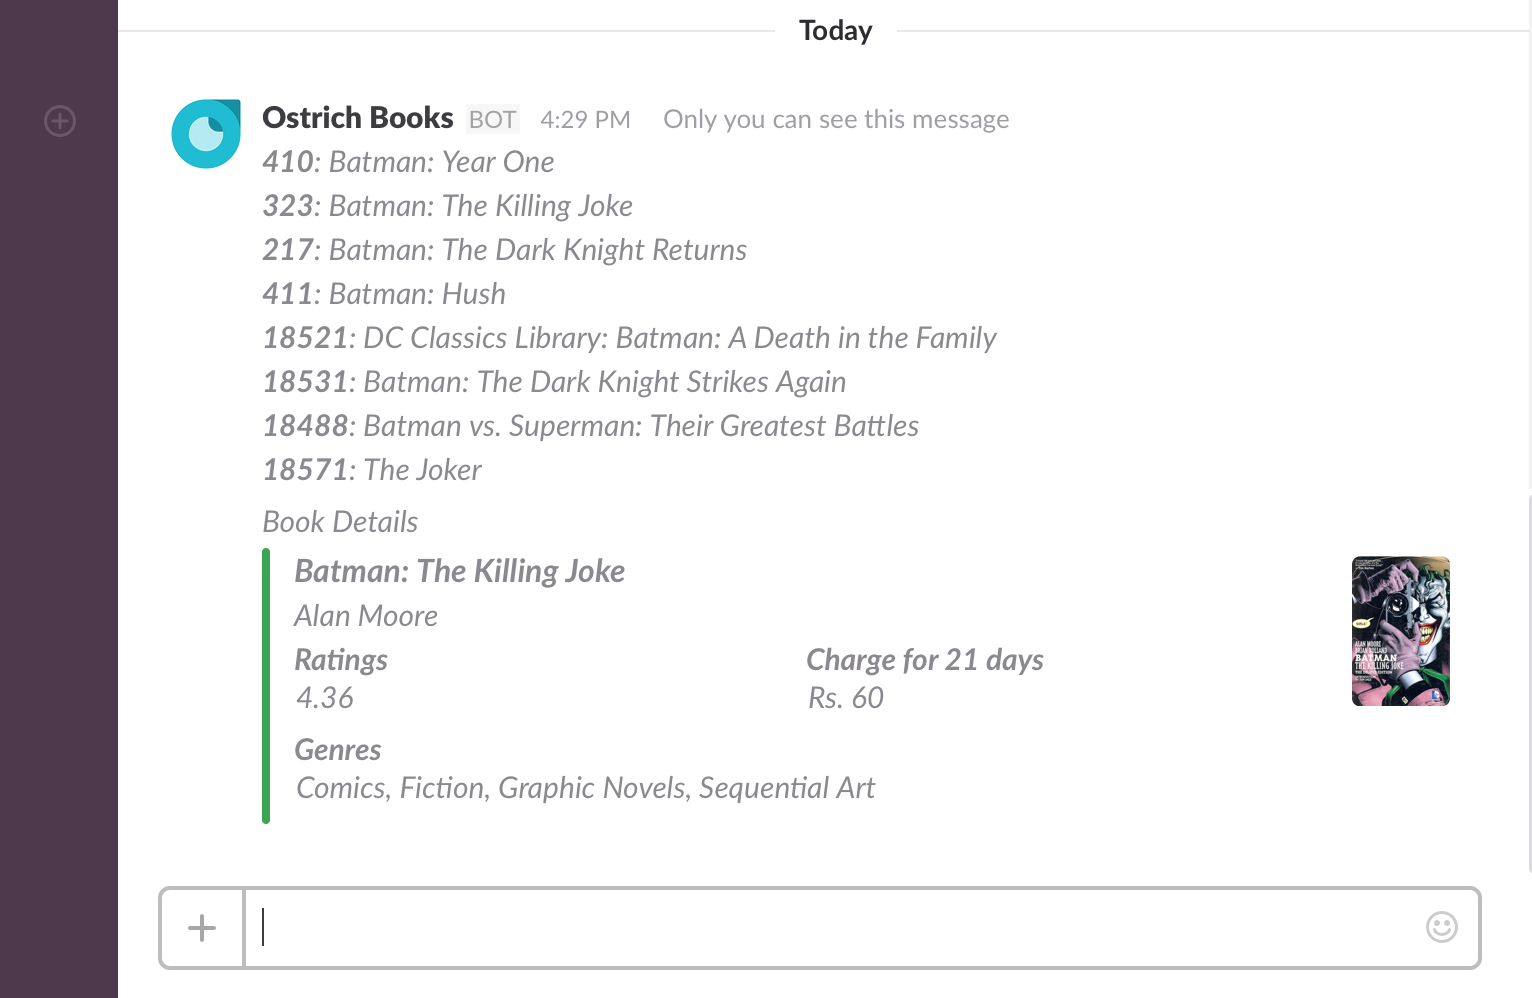 Today
Ostrich Books BOT 4:29 PM Only you can see this message
410: Batman: Year One
323: Batman: The Killing Joke
217: Batman: The Dark Knight Returns
411: Batman: Hush
18521: DC Classics Library: Batman: A Death in the Family
18531: Batman: The Dark Knight Strikes Again
18488: Batman vs. Superman: Their Greatest Battles
18571: The Joker
Book Details
Batman: The Killing Joke
Alan Moore
Ratings Charge for 21 days
4.36 Rs. 60
Genres
Comics, Fiction, Graphic Novels, Sequential Art
ALAN MOORE
BRIAN BOLLAND
BATMAN
THE KILLING JOKE